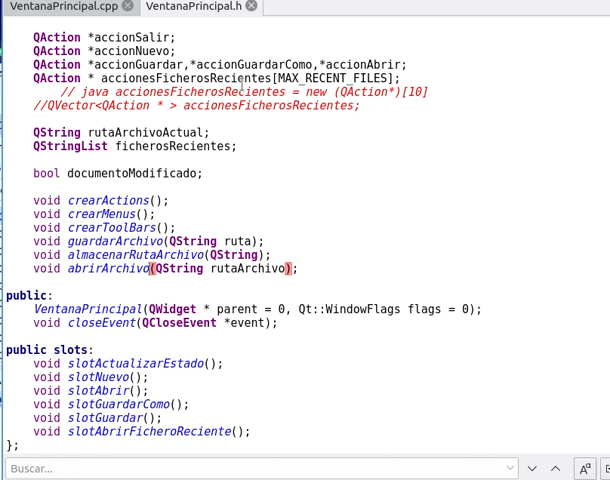 VentanaPrincipal.cpp VentanaPrincipal.h
QAction *accionSalir;
QAction *accionNuevo;
QAction *accionGuardar,*accionGuardarComo,*accionAbrir;
QAction * accionesFicherosRecientes[MAX_RECENT_FILES];
// java accionesFicherosRecientes = new (QAction*)[10]
//QVector<QAction * > accionesFicherosRecientes;
QString rutaArchivoActual;
QStringList ficherosRecientes;
bool documentoModificado;
void crearActions();
void crearMenus();
void crearToolBars();
void guardarArchivo(QString ruta);
void almacenarRutaArchivo(QString);
void abrirArchivo(QString rutaArchivo);
public:
VentanaPrincipal(QWidget * parent = 0, Qt::WindowFlags flags = 0);
void closeEvent(QCloseEvent *event);
public slots:
void slotActualizarEstado();
void slotNuevo();
void slotAbrir();
void slotGuardarComo();
void slotGuardar();
void slotAbrirFicheroReciente();
};
Buscar... Aª